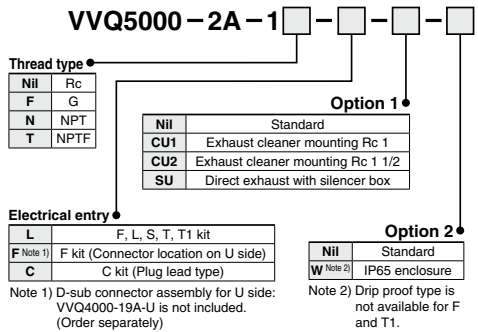 VVQ5000－2A－1□－□－□－□
Thread type
Nil Rc
F G
N NPT
T NPTF
Option 1
Nil Standard
CU1 Exhaust cleaner mounting Rc 1
CU2 Exhaust cleaner mounting Rc 1 1/2
SU Direct exhaust with silencer box
Electrical entry
L F, L, S, T, T1 kit
F Note 1) F kit (Connector location on U side)
C C kit (Plug lead type)
Note 1) D-sub connector assembly for U side:
VVQ4000-19A-U is not included.
(Order separately)
Option 2
Nil Standard
W Note 2) IP65 enclosure
Note 2) Drip proof type is
not available for F
and T1.